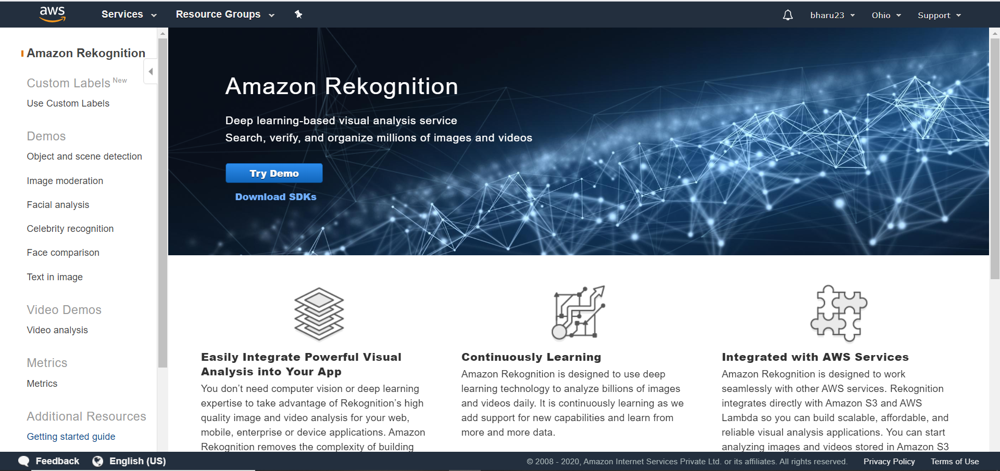 aws
Services
Resource Groups
bharu23
Ohio
Support
Amazon Rekognition
Custom Labels New
Use Custom Labels
Demos
Object and scene detection
Image moderation
Facial analysis
Celebrity recognition
Face comparison
Text in image
Video Demos
Video analysis
Metrics
Metrics
Additional Resources
Getting started guide
Amazon Rekognition
Deep learning-based visual analysis service
Search, verify, and organize millions of images and videos
Try Demo
Download SDKs
Easily Integrate Powerful Visual
Analysis into Your App
You don’t need computer vision or deep learning
expertise to take advantage of Rekognition’s high
quality image and video analysis for your web,
mobile, enterprise or device applications. Amazon
Rekognition removes the complexity of building
Continuously Learning
Amazon Rekognition is designed to use deep
learning technology to analyze billions of images
and videos daily. It is continuously learning as we
add support for new capabilities and learn from
more and more data.
Integrated with AWS Services
Amazon Rekognition is designed to work
seamlessly with other AWS services. Rekognition
integrates directly with Amazon S3 and AWS
Lambda so you can build scalable, affordable, and
reliable visual analysis applications. You can start
analyzing images and videos stored in Amazon S3
Feedback
English (US)
© 2008 - 2020, Amazon Internet Services Private Ltd. or its affiliates. All rights reserved.
Privacy Policy
Terms of Use